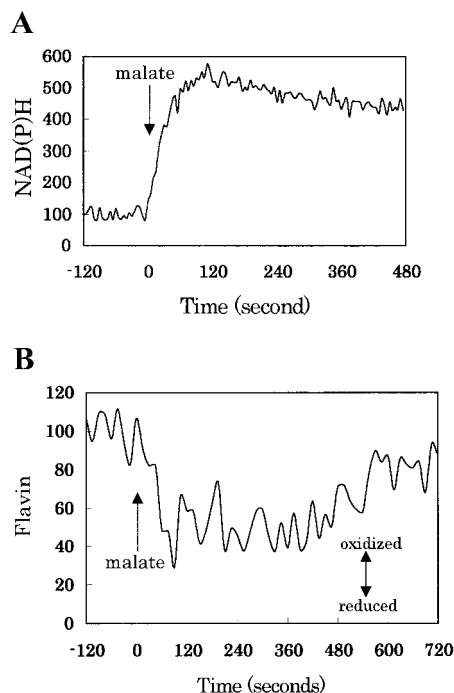 A
600
500
400
300
200
100
0
NAD(P)H
malate
-120 0 120 240 360 480
Time (second)
B
120
100
80
60
40
20
0
Flavin
malate
oxidized
reduced
-120 0 120 240 360 480 600 720
Time (seconds)